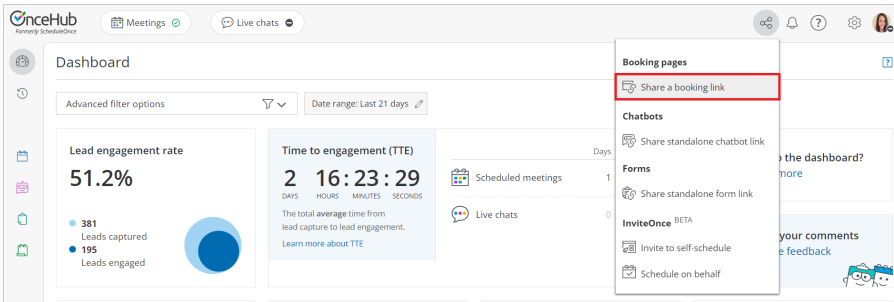 OnceHub
Formerly ScheduleOnce
Meetings
Live chats
?
Dashboard
?
Advanced filter options
Date range: Last 21 days
Lead engagement rate
51.2%
381
Leads captured
195
Leads engaged
Time to engagement (TTE)
2 16 : 23 : 29
DAYS HOURS MINUTES SECONDS
The total average time from
lead capture to lead engagement.
Learn more about TTE
Days
Scheduled meetings 1
Live chats 0
Booking pages
Share a booking link
Chatbots
Share standalone chatbot link
Forms
Share standalone form link
InviteOnce BETA
Invite to self-schedule
Schedule on behalf
the dashboard?
more
your comments
feedback